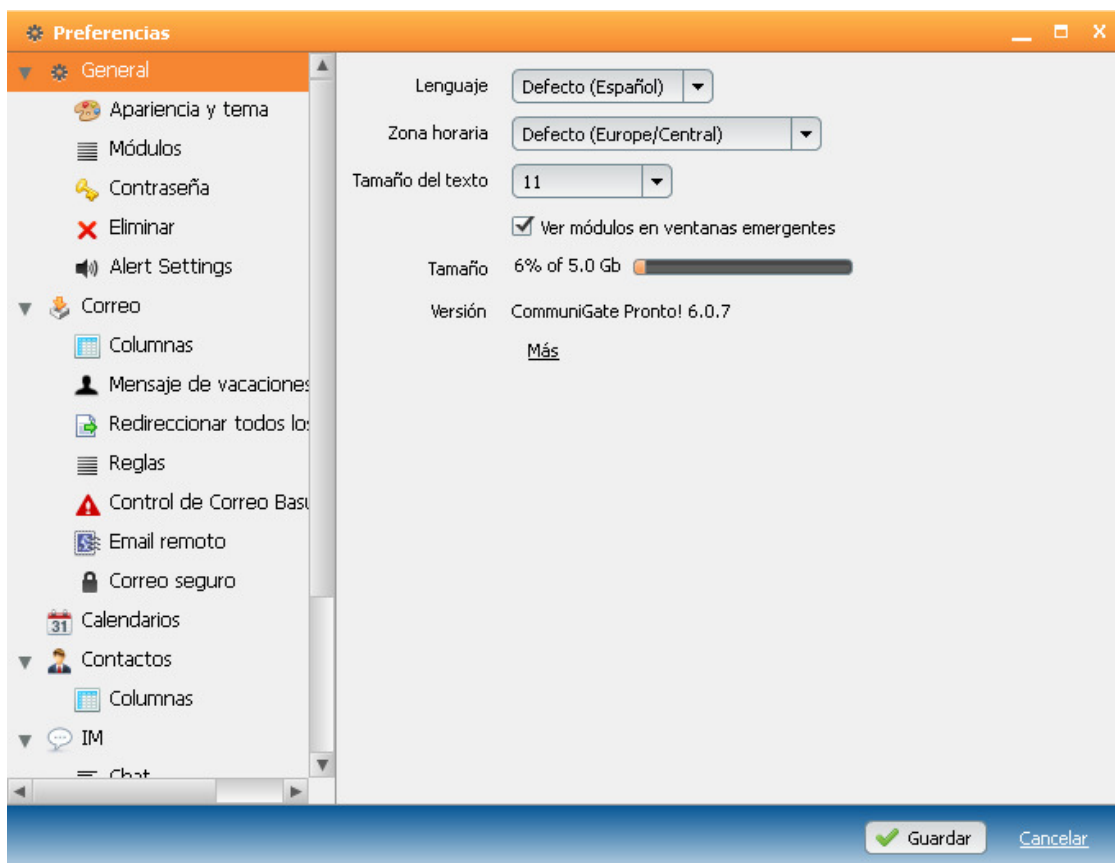 Preferencias
General
Apariencia y tema
Módulos
Contraseña
Eliminar
Alert Settings
Correo
Columnas
Mensaje de vacaciones
Redireccionar todos los
Reglas
Control de Correo Basu
Email remoto
Correo seguro
31
Calendarios
Contactos
Columnas
IM
Chat
Lenguaje Defecto (Español)
Zona horaria Defecto (Europe/Central)
Tamaño del texto 11
Ver módulos en ventanas emergentes
Tamaño 6% of 5.0 Gb
Versión CommuniGate Pronto! 6.0.7
Más
Guardar Cancelar